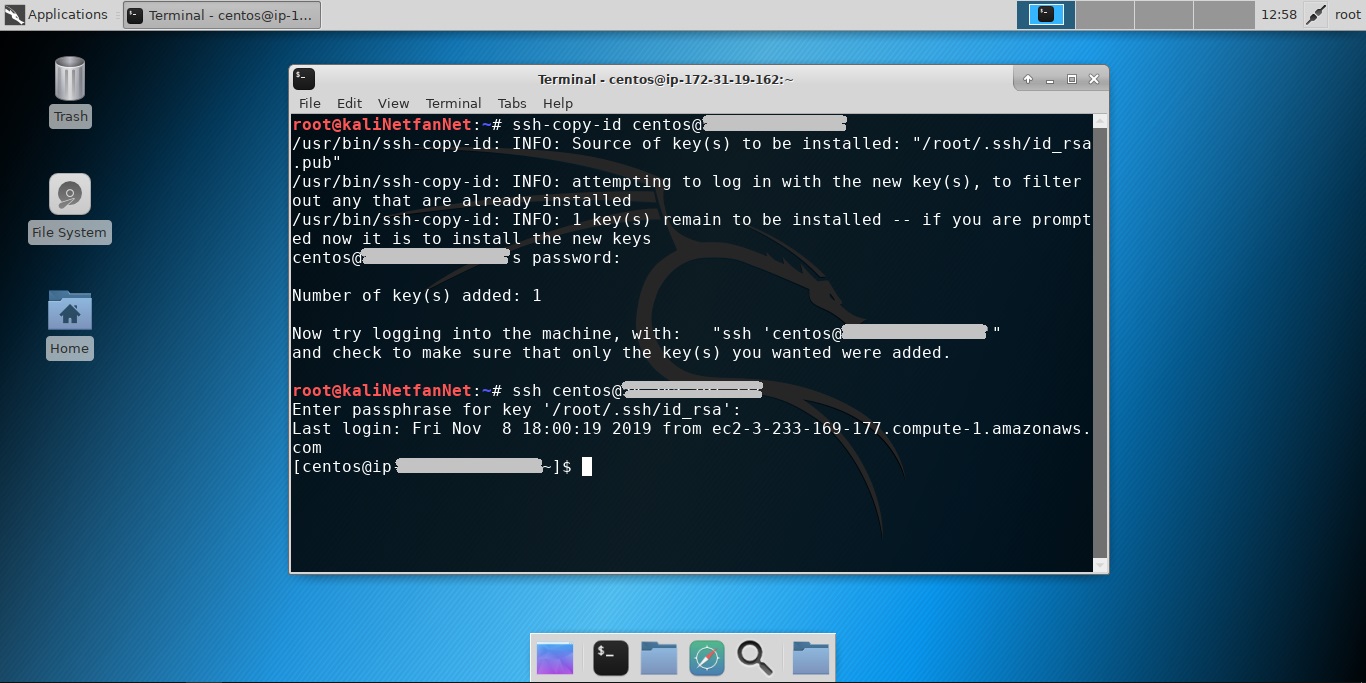 Applications
Terminal - centos@ip-1...
12:58
root
Trash
File System
Home
Terminal - centos@ip-172-31-19-162:~
File Edit View Terminal Tabs Help
root@kaliNetfanNet:~# ssh-copy-id centos@
/usr/bin/ssh-copy-id: INFO: Source of key(s) to be installed: "/root/.ssh/id_rsa
.pub"
/usr/bin/ssh-copy-id: INFO: attempting to log in with the new key(s), to filter
out any that are already installed
/usr/bin/ssh-copy-id: INFO: 1 key(s) remain to be installed -- if you are prompt
ed now it is to install the new keys
centos@ s password:
Number of key(s) added: 1
Now try logging into the machine, with:   "ssh 'centos@ "
and check to make sure that only the key(s) you wanted were added.
root@kaliNetfanNet:~# ssh centos@
Enter passphrase for key '/root/.ssh/id_rsa':
Last login: Fri Nov  8 18:00:19 2019 from ec2-3-233-169-177.compute-1.amazonaws.
com
[centos@ip ~]$